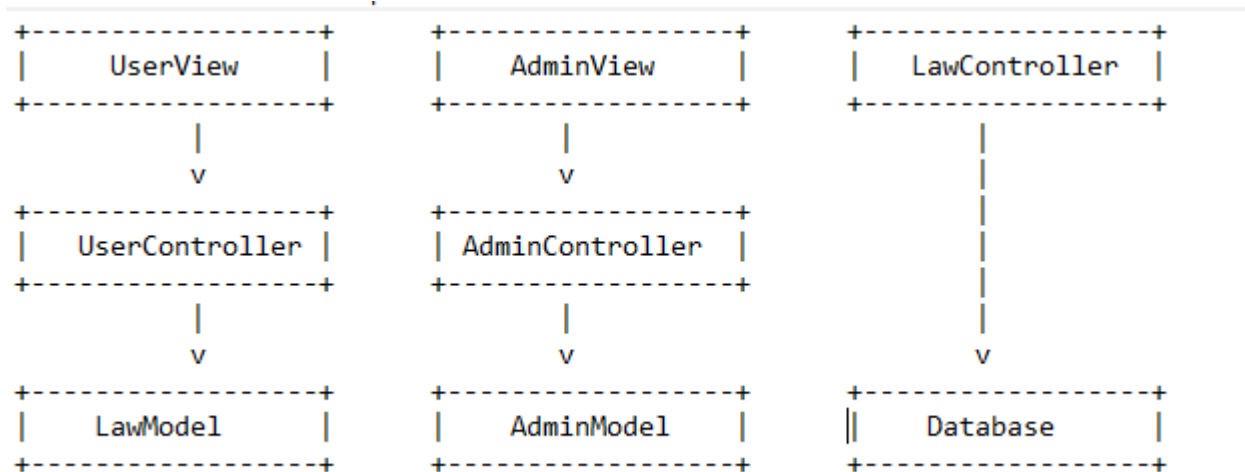 +------------------+ +------------------+ +------------------+
| UserView | | AdminView | | LawController |
+------------------+ +------------------+ +------------------+
| | |
v v |
+------------------+ +------------------+ |
| UserController | | AdminController | |
+------------------+ +------------------+ |
| | |
v v v
+------------------+ +------------------+ +------------------+
| LawModel | | AdminModel | | Database |
+------------------+ +------------------+ +------------------+